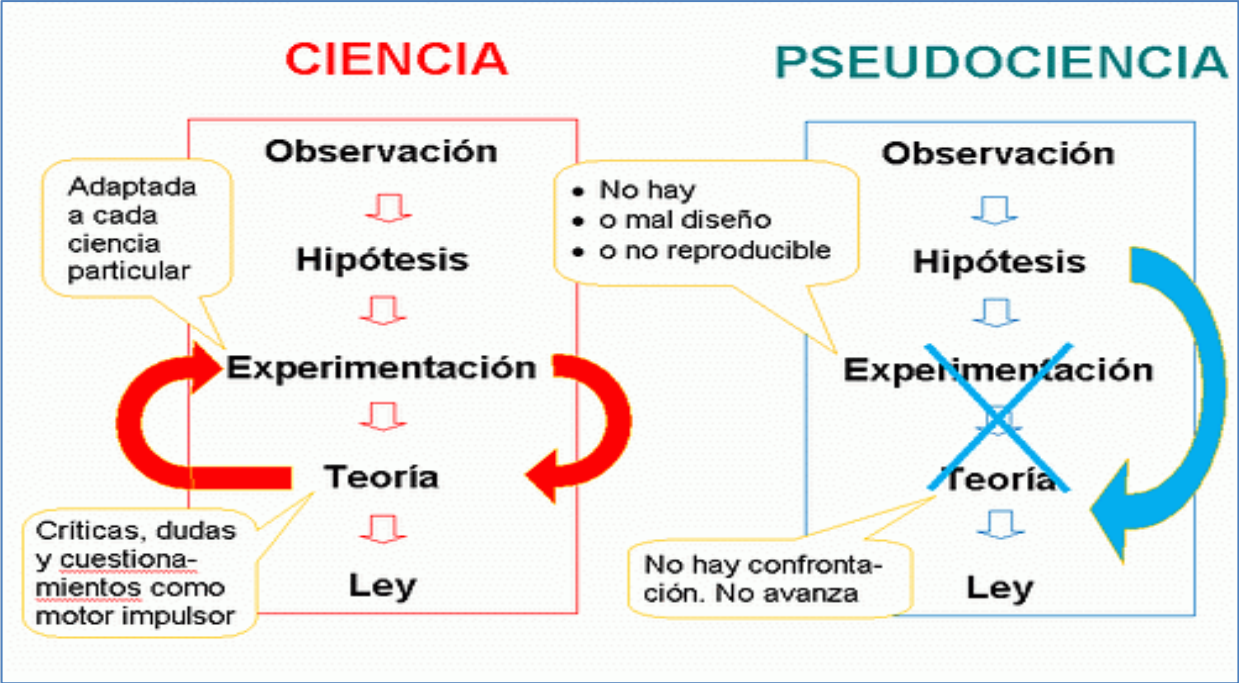 CIENCIA
Observación
Adaptada
a cada
ciencia
particular
Hipótesis
Experimentación
Teoría
Críticas, dudas
y cuestiona-
mientos como
motor impulsor
Ley
PSEUDOCIENCIA
Observación
• No hay
• o mal diseño
• o no reproducible
Hipótesis
Experimentación
Teoría
No hay confronta-
ción. No avanza
Ley